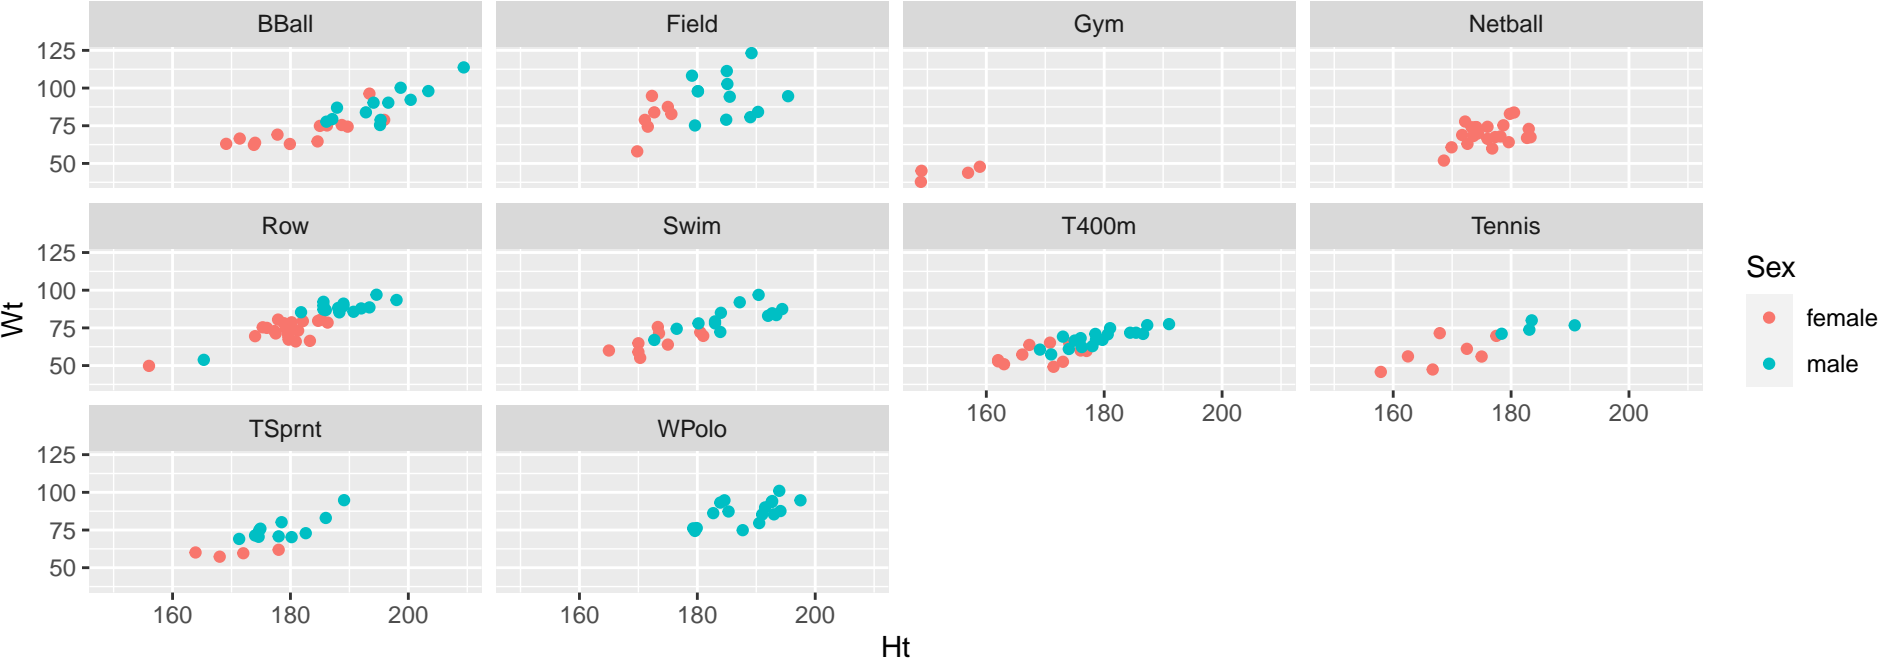 BBall Field Gym Netball
125
100
75
50
Row Swim T400m Tennis
125
100
75
50
160 180 200 160 180 200
TSprnt WPolo
125
100
75
50
160 180 200 160 180 200
Ht
Wt
Sex
female
male